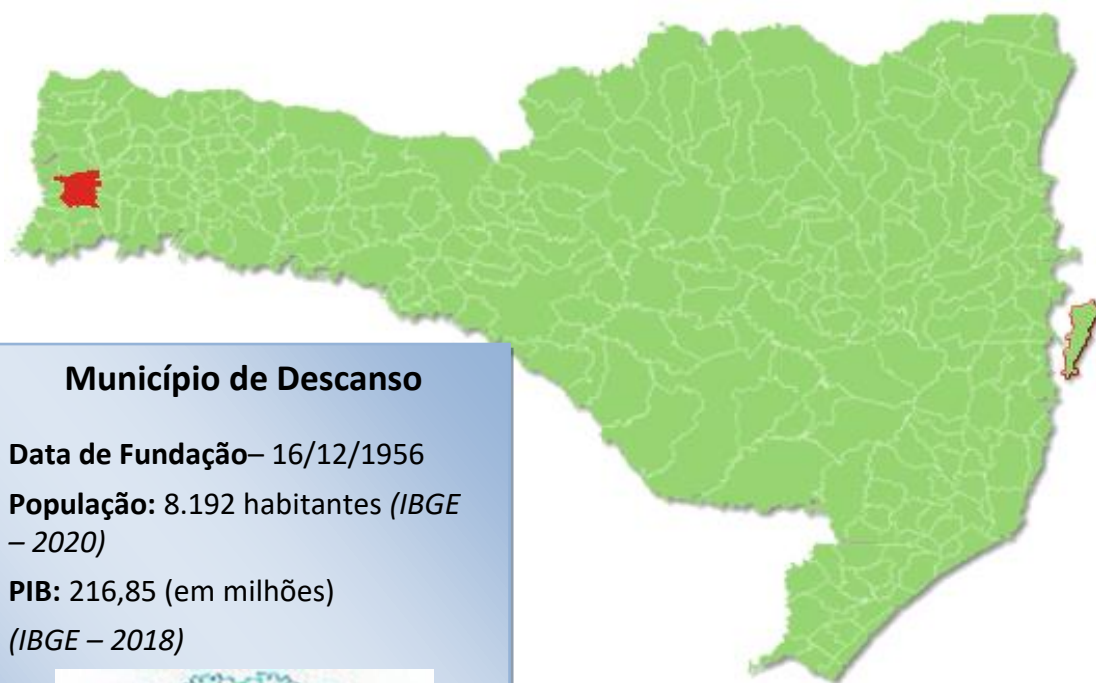 Município de Descanso
Data de Fundação– 16/12/1956
População: 8.192 habitantes (IBGE
– 2020)
PIB: 216,85 (em milhões)
(IBGE – 2018)